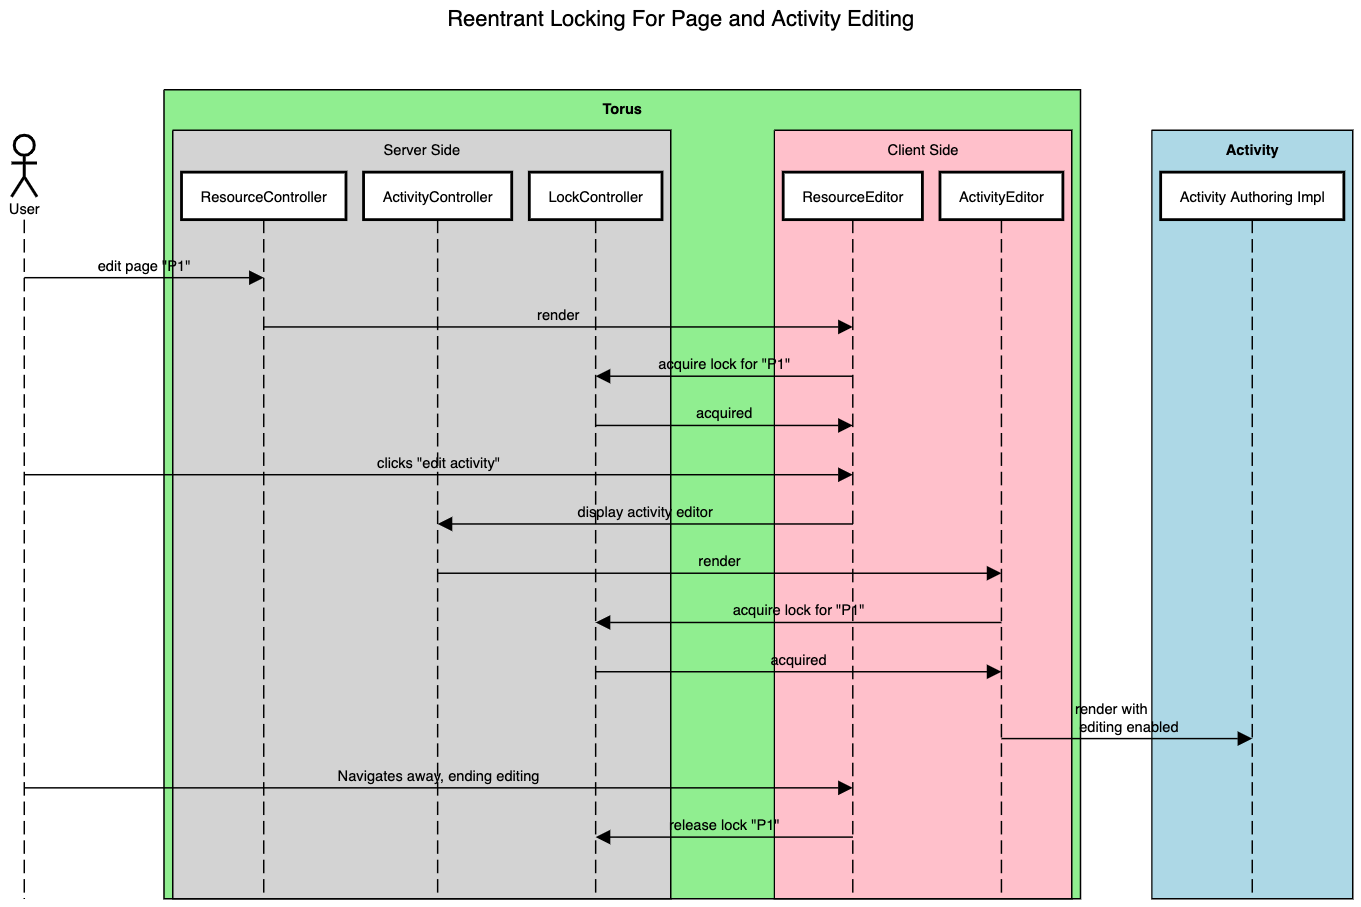 Reentrant Locking For Page and Activity Editing
Torus
Server Side
Client Side
Activity
User
ResourceController
ActivityController
LockController
ResourceEditor
ActivityEditor
Activity Authoring Impl
edit page "P1"
render
acquire lock for "P1"
acquired
clicks "edit activity"
display activity editor
render
acquire lock for "P1"
acquired
render with
editing enabled
Navigates away, ending editing
release lock "P1"